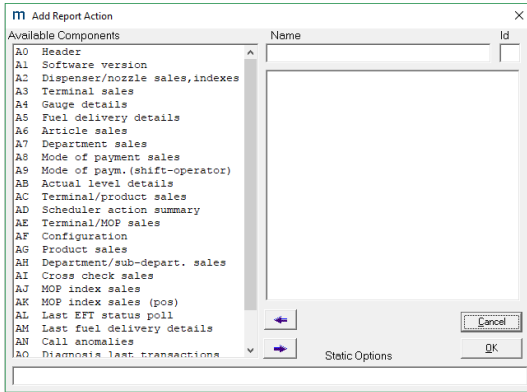 m Add Report Action
Available Components
Name
Id
A0 Header
A1 Software version
A2 Dispenser/nozzle sales,indexes
A3 Terminal sales
A4 Gauge details
A5 Fuel delivery details
A6 Article sales
A7 Department sales
A8 Mode of payment sales
A9 Mode of paym.(shift-operator)
AB Actual level details
AC Terminal/product sales
AD Scheduler action summary
AE Terminal/MOP sales
AF Configuration
AG Product sales
AH Department/sub-depart. sales
AI Cross check sales
AJ MOP index sales
AK MOP index sales (pos)
AL Last EFT status poll
AM Last fuel delivery details
AN Call anomalies
AO Diagnosis last transactions
Cancel
OK
Static Options